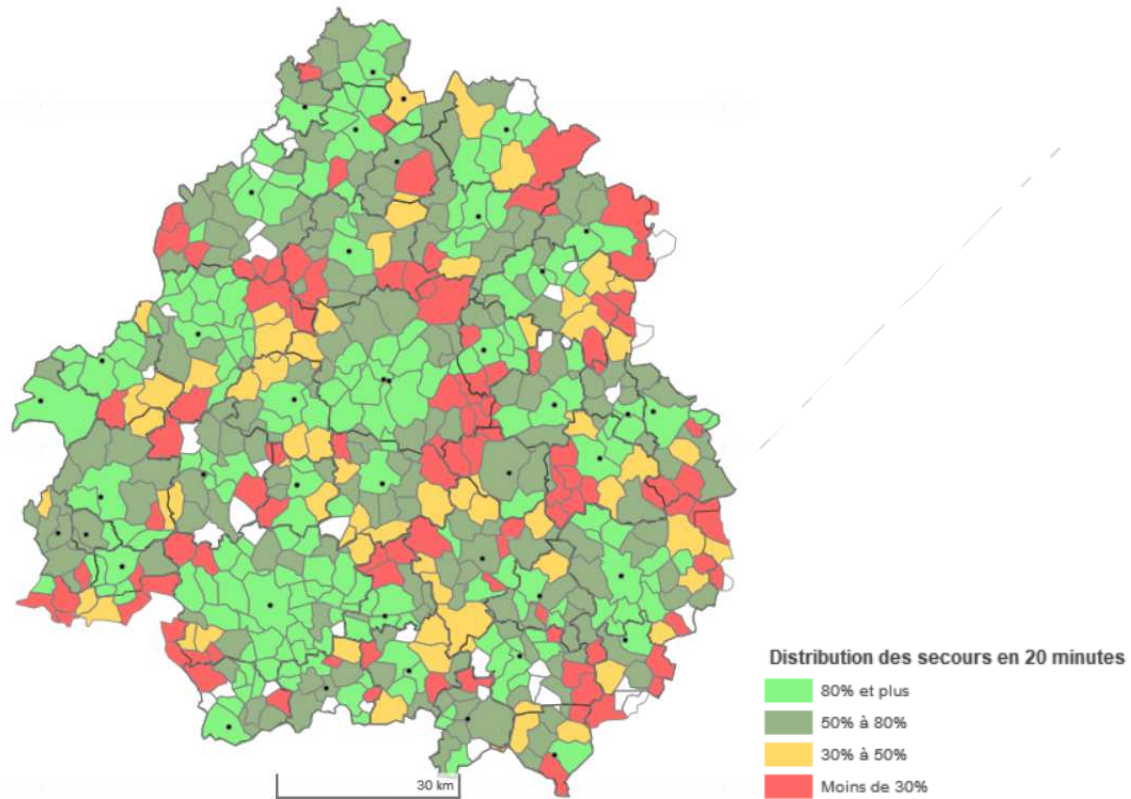 Distribution des secours en 20 minutes
80% et plus
50% à 80%
30% à 50%
Moins de 30%
30 km